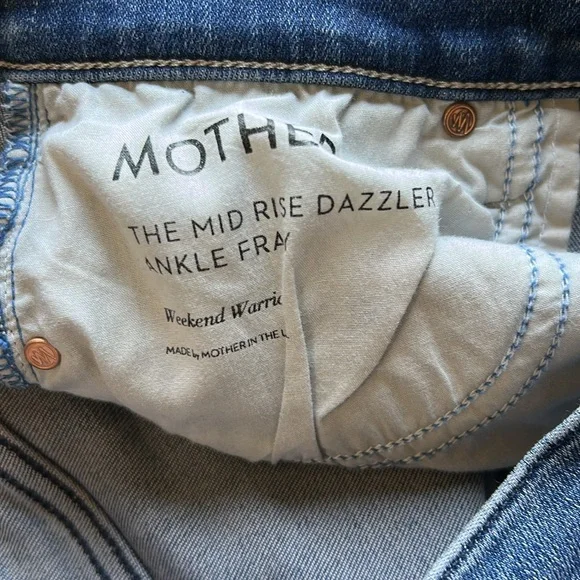 MOTHER
THE MID RISE DAZZLER
ANKLE FRA
Weekend Warri
MADE by MOTHER IN THE